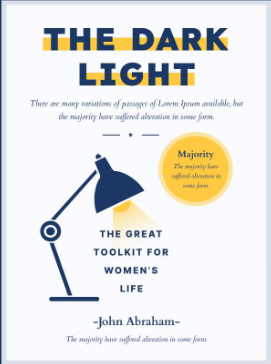 THE DARK
LIGHT
There are many variations of passages of Lorem Ipsum available, but
the majority have suffered alteration in some form.
Majority
The majority have
suffered alteration in
some form.
THE GREAT
TOOLKIT FOR
WOMEN'S
LIFE
-John Abraham-
The majority have suffered alteration in some form.